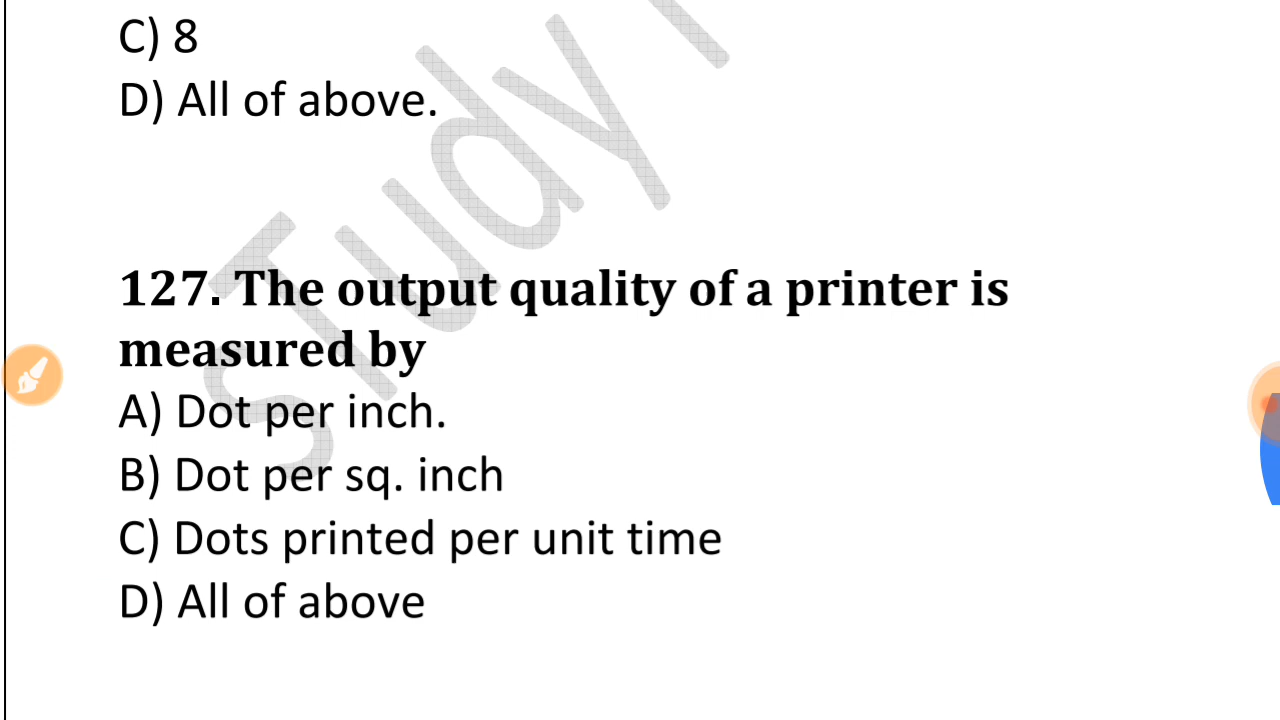 C) 8
D) All of above.
127. The output quality of a printer is
measured by
A) Dot per inch.
B) Dot per sq. inch
C) Dots printed per unit time
D) All of above
sTudy